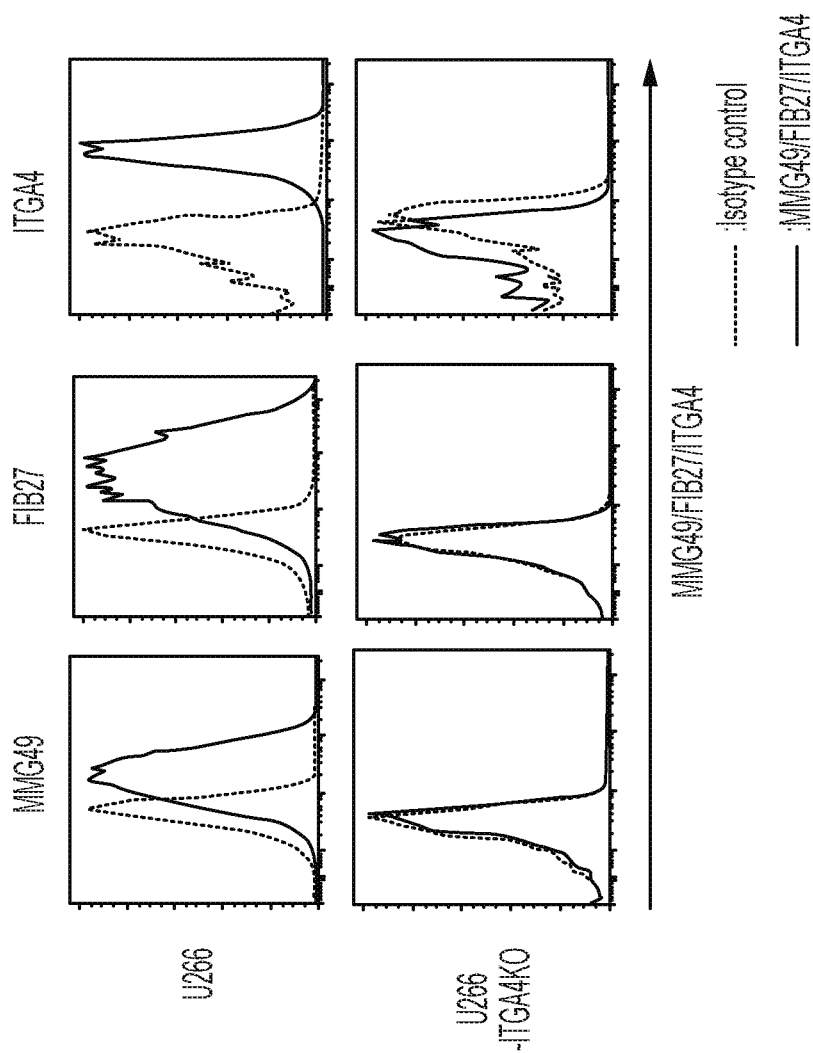 MMG49
FIB27
ITGA4
U266
U266
-ITGA4KO
MMG49/FIB27/ITGA4
:Isotype control
:MMG49/FIB27/ITGA4